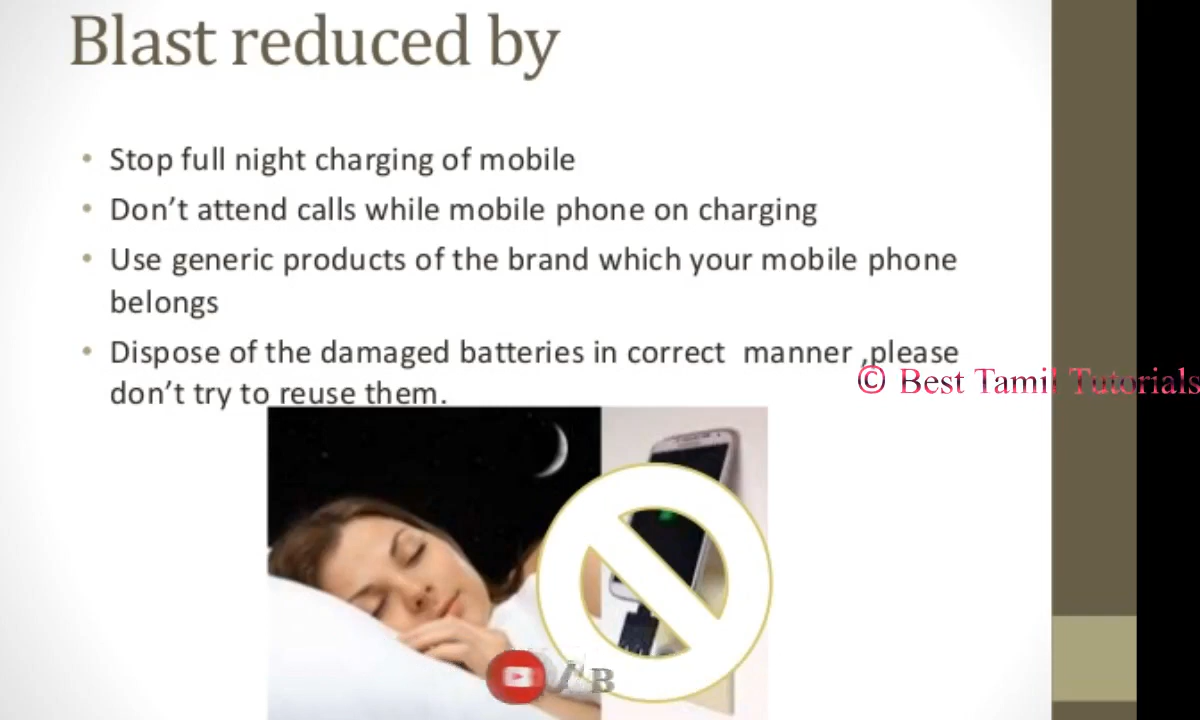 Blast reduced by
• Stop full night charging of mobile
• Don’t attend calls while mobile phone on charging
• Use generic products of the brand which your mobile phone
belongs
• Dispose of the damaged batteries in correct manner ,please
don’t try to reuse them.
© Best Tamil Tutorials
B